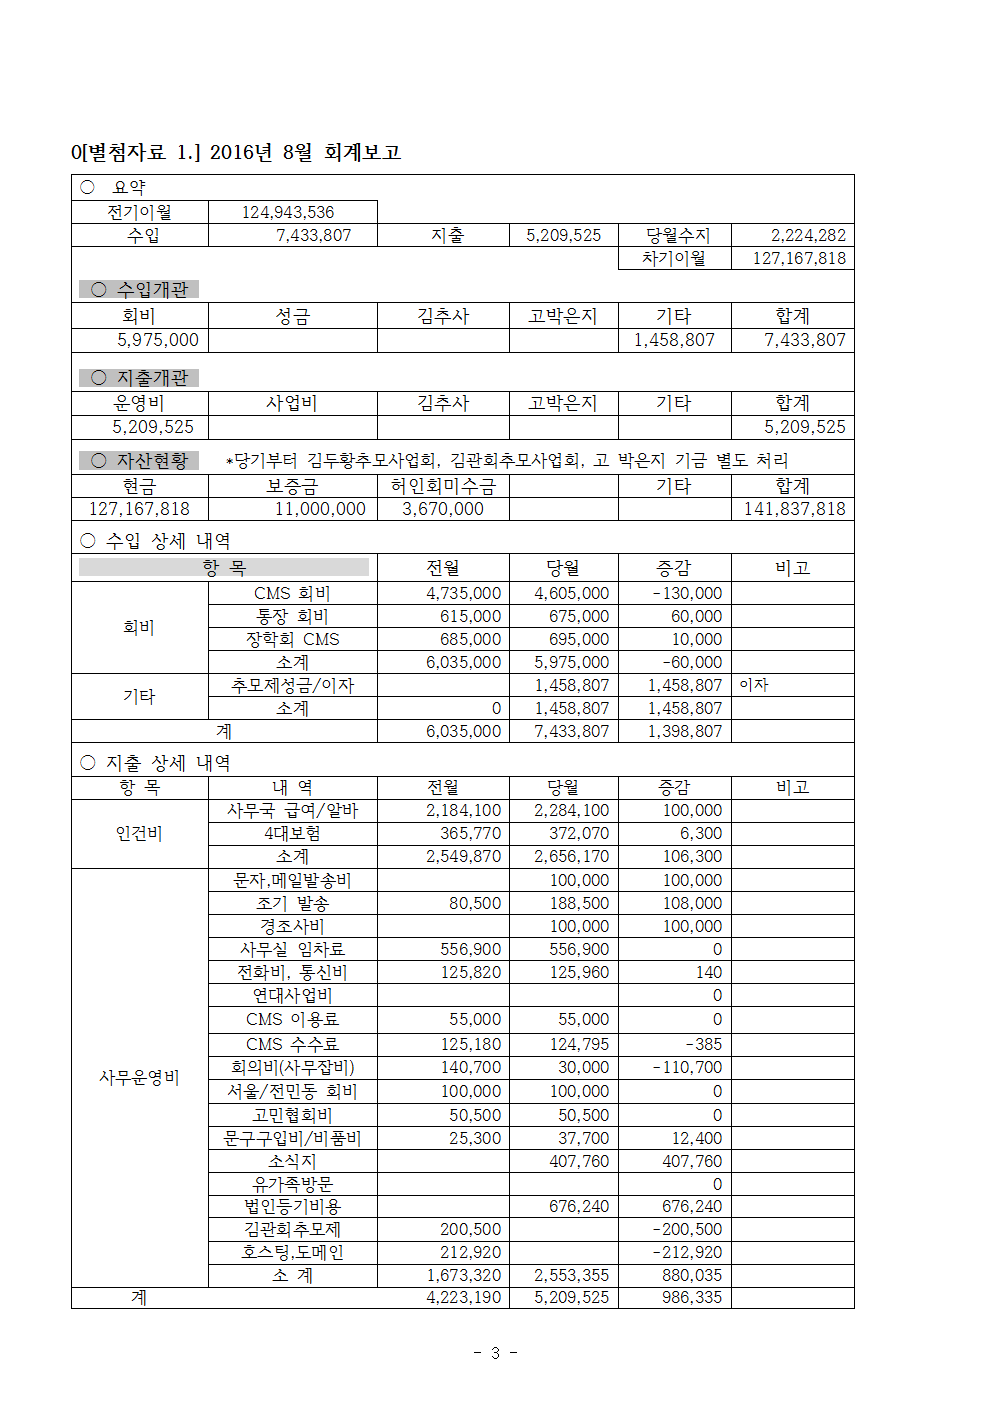 0[별첨자료 1.] 2016년 8월 회계보고
○ 요약
전기이월 124,943,536
수입 7,433,807 지출 5,209,525 당월수지 2,224,282
차기이월 127,167,818
○ 수입개관
회비 성금 김추사 고박은지 기타 합계
5,975,000 1,458,807 7,433,807
○ 지출개관
운영비 사업비 김추사 고박은지 기타 합계
5,209,525 5,209,525
○ 자산현황 *당기부터 김두황추모사업회, 김관회추모사업회, 고 박은지 기금 별도 처리
현금 보증금 허인회미수금 기타 합계
127,167,818 11,000,000 3,670,000 141,837,818
○ 수입 상세 내역
항 목 전월 당월 증감 비고
회비
CMS 회비 4,735,000 4,605,000 -130,000
통장 회비 615,000 675,000 60,000
장학회 CMS 685,000 695,000 10,000
소계 6,035,000 5,975,000 -60,000
기타
추모제성금/이자 1,458,807 1,458,807 이자
소계 0 1,458,807 1,458,807
계 6,035,000 7,433,807 1,398,807
○ 지출 상세 내역
항 목 내 역 전월 당월 증감 비고
인건비
사무국 급여/알바 2,184,100 2,284,100 100,000
4대보험 365,770 372,070 6,300
소계 2,549,870 2,656,170 106,300
사무운영비
문자,메일발송비 100,000 100,000
조기 발송 80,500 188,500 108,000
경조사비 100,000 100,000
사무실 임차료 556,900 556,900 0
전화비, 통신비 125,820 125,960 140
연대사업비 0
CMS 이용료 55,000 55,000 0
CMS 수수료 125,180 124,795 -385
회의비(사무잡비) 140,700 30,000 -110,700
서울/전민동 회비 100,000 100,000 0
고민협회비 50,500 50,500 0
문구구입비/비품비 25,300 37,700 12,400
소식지 407,760 407,760
유가족방문 0
법인등기비용 676,240 676,240
김관회추모제 200,500 -200,500
호스팅,도메인 212,920 -212,920
소 계 1,673,320 2,553,355 880,035
계 4,223,190 5,209,525 986,335
- 3 -